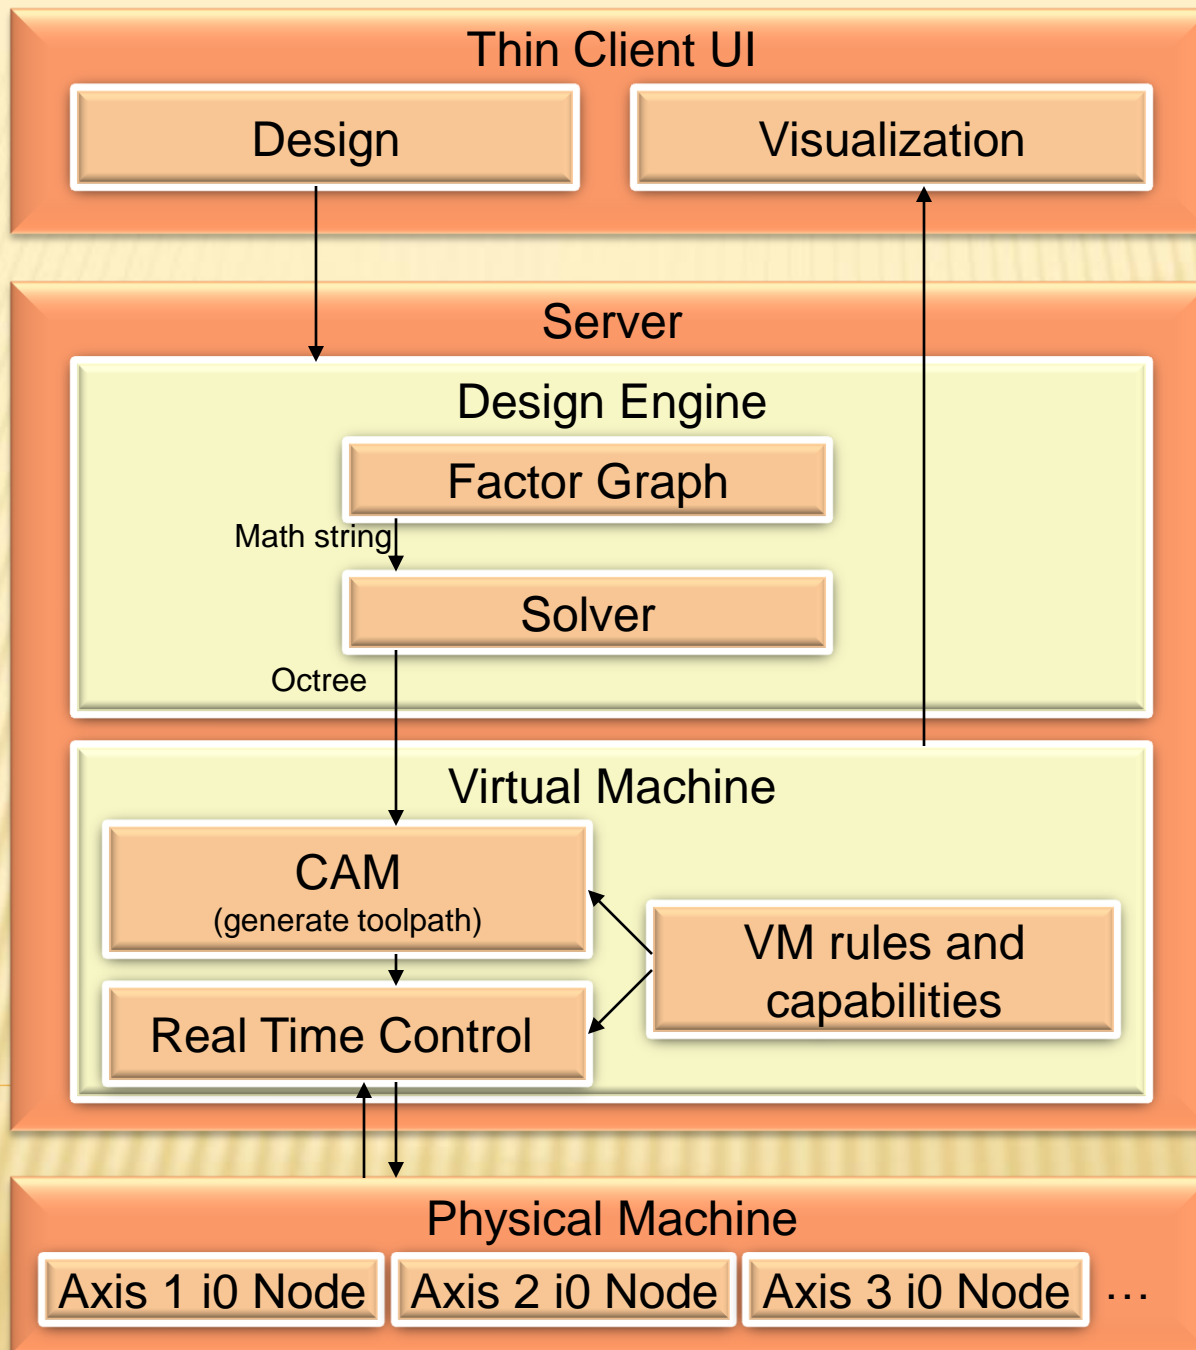 Thin Client UI
Design
Visualization
Server
Design Engine
Factor Graph
Math string
Solver
Octree
Virtual Machine
CAM
(generate toolpath)
VM rules and
capabilities
Real Time Control
Physical Machine
Axis 1 i0 Node
Axis 2 i0 Node
Axis 3 i0 Node
...